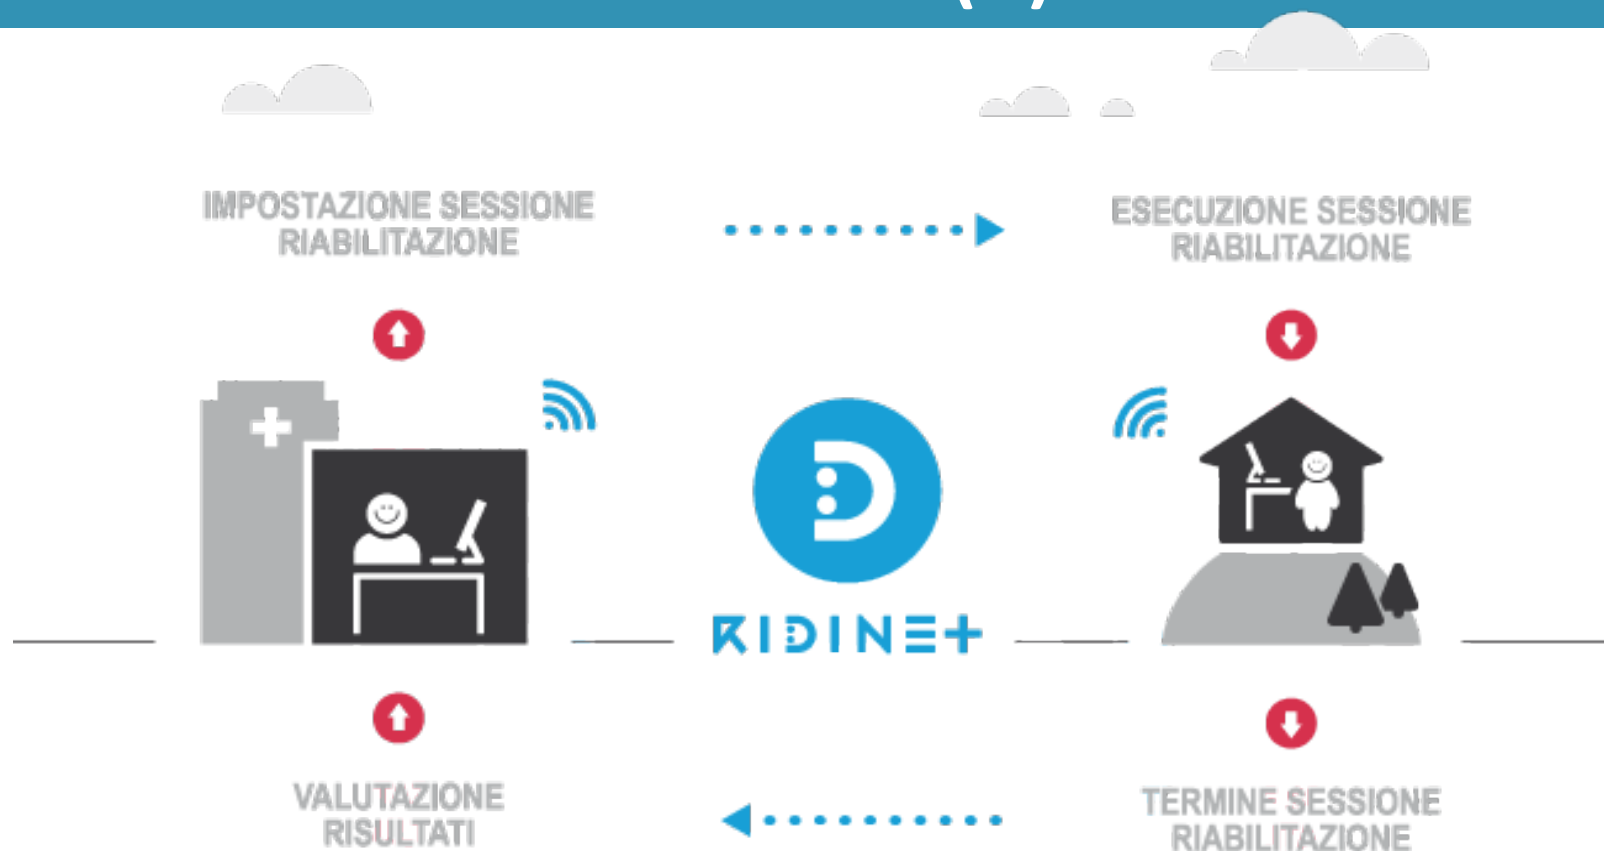 IMPOSTAZIONE SESSIONE
RIABILITAZIONE
ESECUZIONE SESSIONE
RIABILITAZIONE
RIDINET
VALUTAZIONE
RISULTATI
TERMINE SESSIONE
RIABILITAZIONE